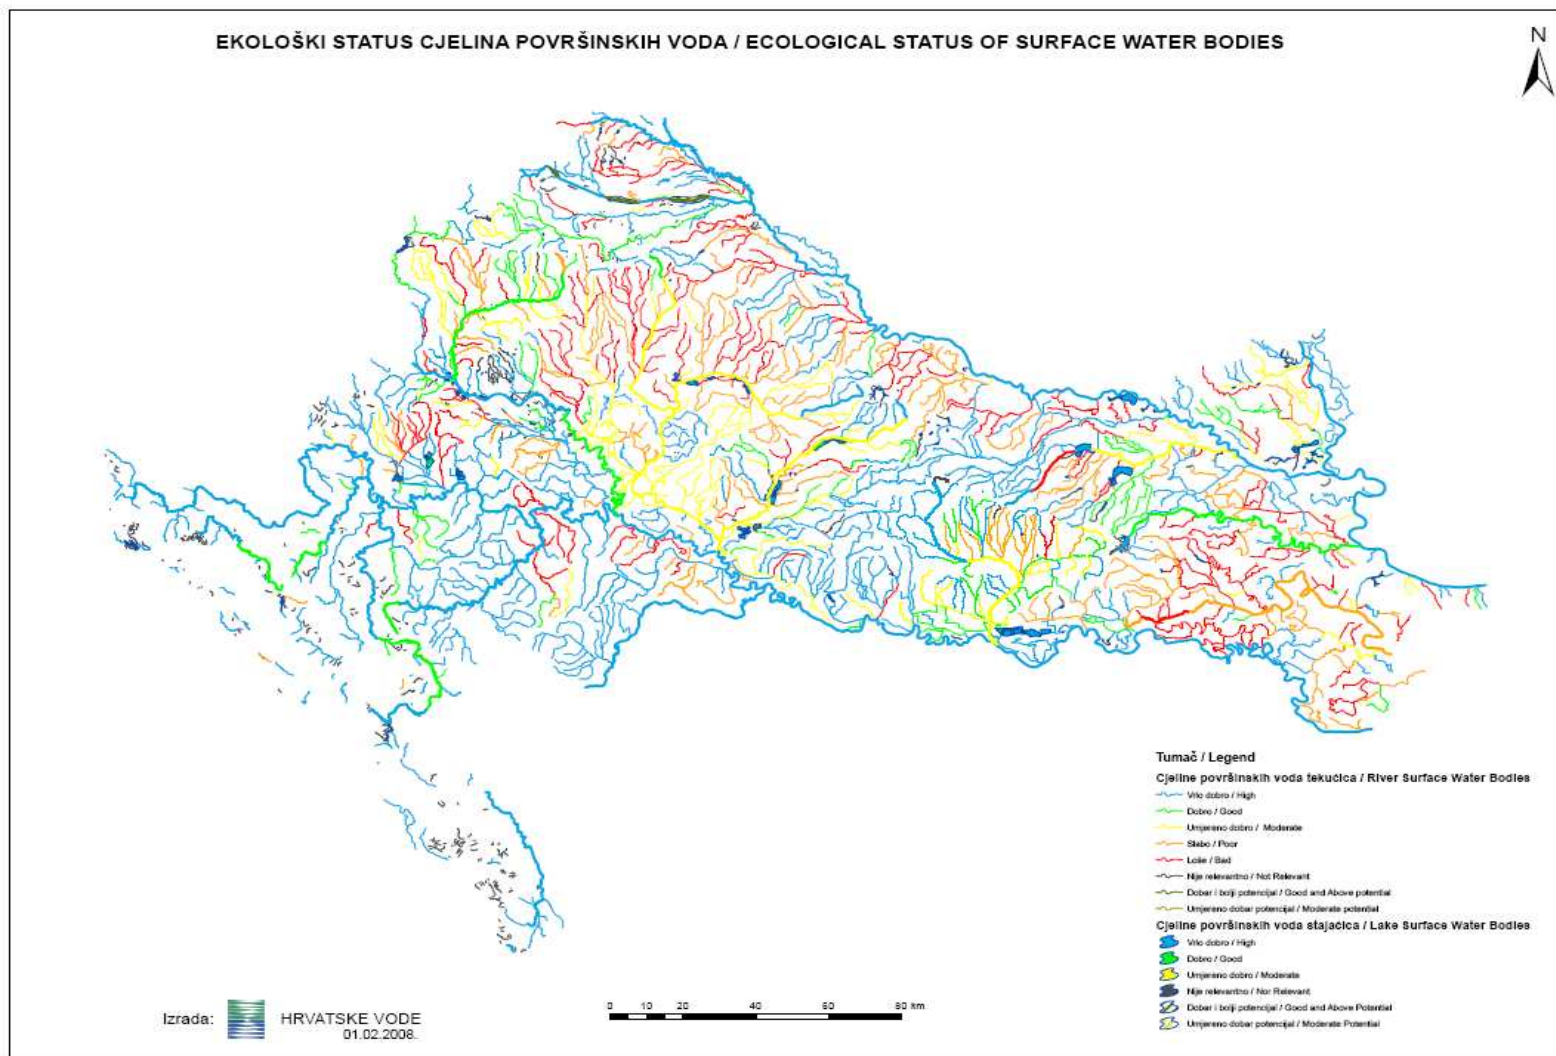 EKOLOŠKI STATUS CJELINA POVRŠINSKIH VODA / ECOLOGICAL STATUS OF SURFACE WATER BODIES
N
Tumač / Legend
Cjeline površinskih voda tekućica / River Surface Water Bodies
Vrlo dobro / High
Dobro / Good
Umjereno dobro / Moderate
Slabo / Poor
Loše / Bad
Nije relevantno / Not Relevant
Dobar i bolji potencijal / Good and Above potential
Umjereno dobar potencijal / Moderate potential
Cjeline površinskih voda stajaćica / Lake Surface Water Bodies
Vrlo dobro / High
Dobro / Good
Umjereno dobro / Moderate
Nije relevantno / Nor Relevant
Dobar i bolji potencijal / Good and Above Potential
Umjereno dobar potencijal / Moderate Potential
0 10 20 40 60 80 km
Izrada: HRVATSKE VODE
01.02.2008.